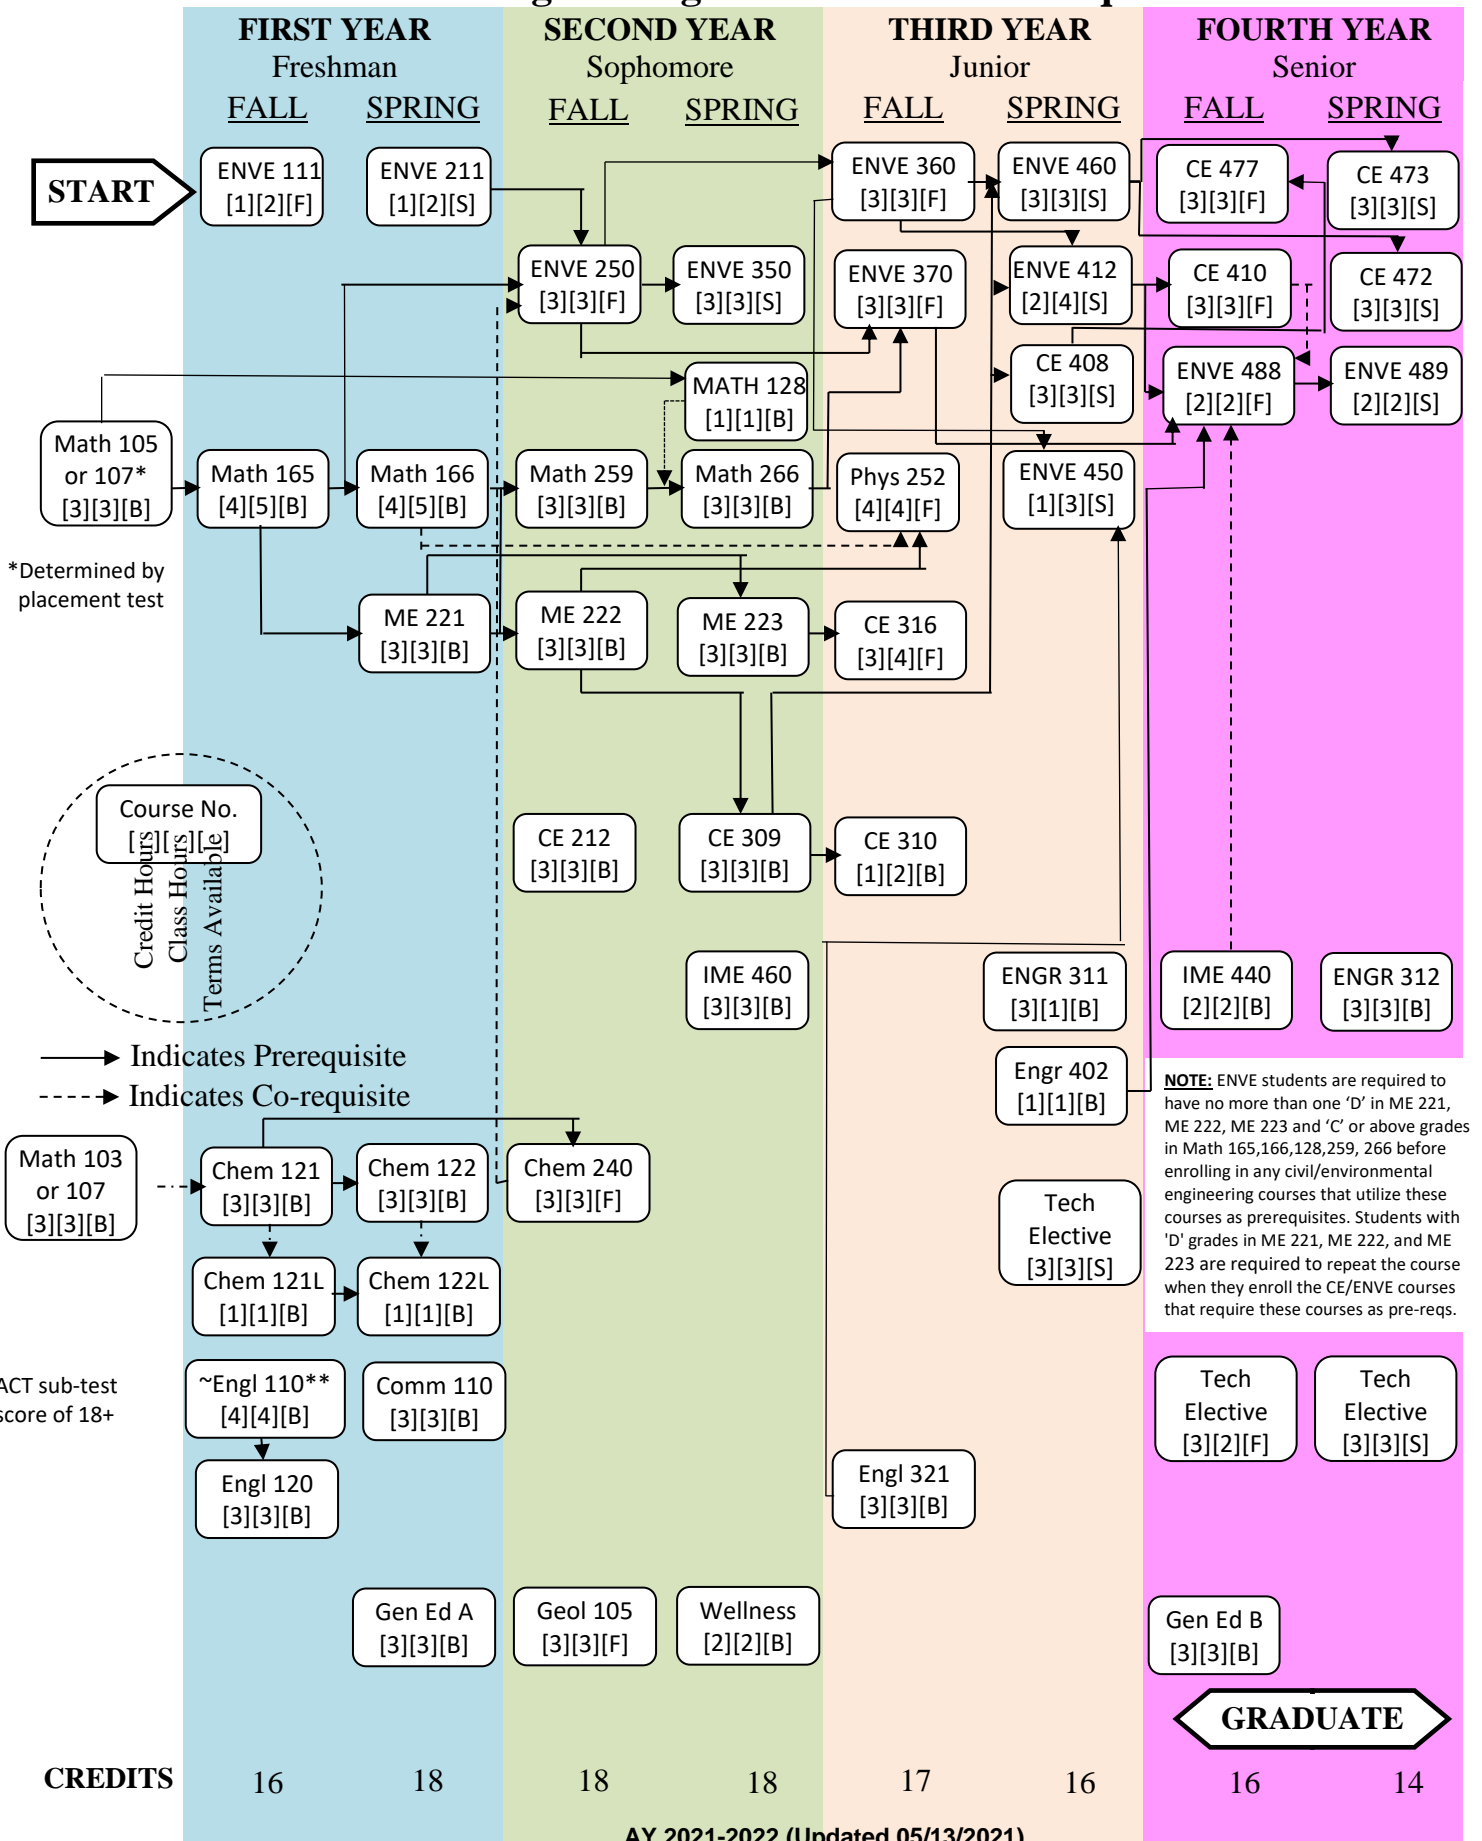 FIRST YEAR
Freshman
FALL SPRING
SECOND YEAR
Sophomore
FALL SPRING
THIRD YEAR
Junior
FALL SPRING
FOURTH YEAR
Senior
FALL SPRING
START
ENVE 111
[1][2][F]
ENVE 211
[1][2][S]
ENVE 360
[3][3][F]
ENVE 460
[3][3][S]
CE 477
[3][3][F]
CE 473
[3][3][S]
ENVE 250
[3][3][F]
ENVE 350
[3][3][S]
ENVE 370
[3][3][F]
ENVE 412
[2][4][S]
CE 410
[3][3][F]
CE 472
[3][3][S]
MATH 128
[1][1][B]
CE 408
[3][3][S]
ENVE 488
[2][2][F]
ENVE 489
[2][2][S]
Math 105
or 107*
[3][3][B]
Math 165
[4][5][B]
Math 166
[4][5][B]
Math 259
[3][3][B]
Math 266
[3][3][B]
Phys 252
[4][4][F]
ENVE 450
[1][3][S]
*Determined by
placement test
ME 221
[3][3][B]
ME 222
[3][3][B]
ME 223
[3][3][B]
CE 316
[3][4][F]
Course No.
[ ][ ][ ]
Credit Hours
Class Hours
Terms Available
CE 212
[3][3][B]
CE 309
[3][3][B]
CE 310
[1][2][B]
IME 460
[3][3][B]
ENGR 311
[3][1][B]
IME 440
[2][2][B]
ENGR 312
[3][3][B]
Indicates Prerequisite
Indicates Co-requisite
Engr 402
[1][1][B]
NOTE: ENVE students are required to
have no more than one ‘D’ in ME 221,
ME 222, ME 223 and ‘C’ or above grades
in Math 165,166,128,259, 266 before
enrolling in any civil/environmental
engineering courses that utilize these
courses as prerequisites. Students with
'D' grades in ME 221, ME 222, and ME
223 are required to repeat the course
when they enroll the CE/ENVE courses
that require these courses as pre-reqs.
Math 103
or 107
[3][3][B]
Chem 121
[3][3][B]
Chem 122
[3][3][B]
Chem 240
[3][3][F]
Tech
Elective
[3][3][S]
Chem 121L
[1][1][B]
Chem 122L
[1][1][B]
ACT sub-test
score of 18+
~Engl 110**
[4][4][B]
Comm 110
[3][3][B]
Tech
Elective
[3][2][F]
Tech
Elective
[3][3][S]
Engl 120
[3][3][B]
Engl 321
[3][3][B]
Gen Ed A
[3][3][B]
Geol 105
[3][3][F]
Wellness
[2][2][B]
Gen Ed B
[3][3][B]
GRADUATE
CREDITS 16 18 18 18 17 16 16 14
AY 2021-2022 (Updated 05/13/2021)